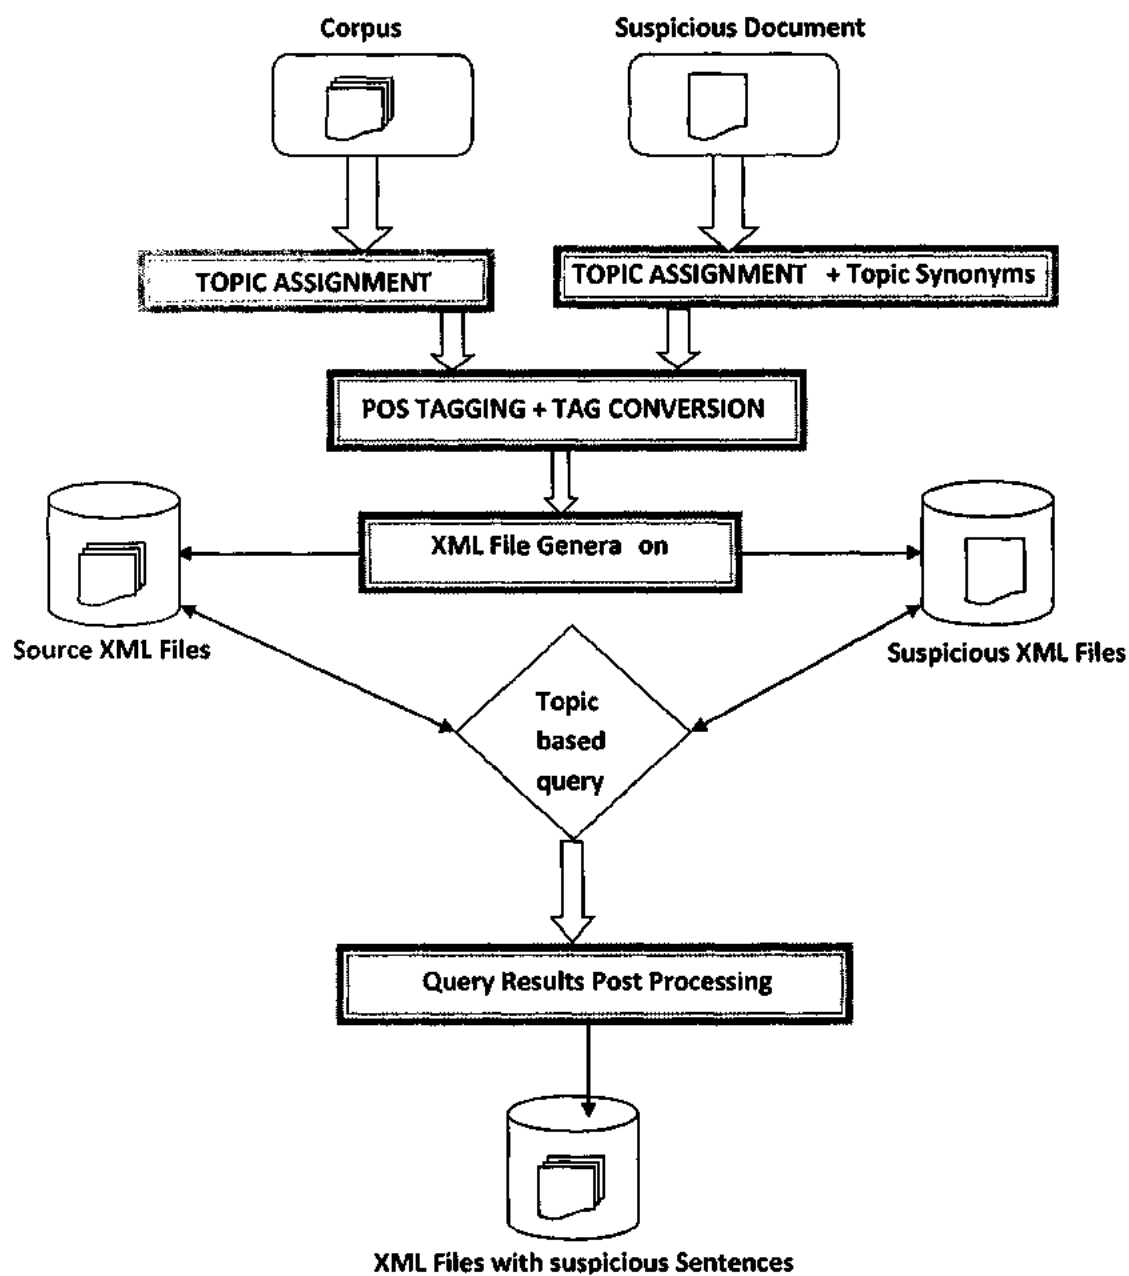 Corpus
Suspicious Document
TOPIC ASSIGNMENT
TOPIC ASSIGNMENT + Topic Synonyms
POS TAGGING + TAG CONVERSION
XML File Genera on
Source XML Files
Suspicious XML Files
Topic
based
query
Query Results Post Processing
XML Files with suspicious Sentences